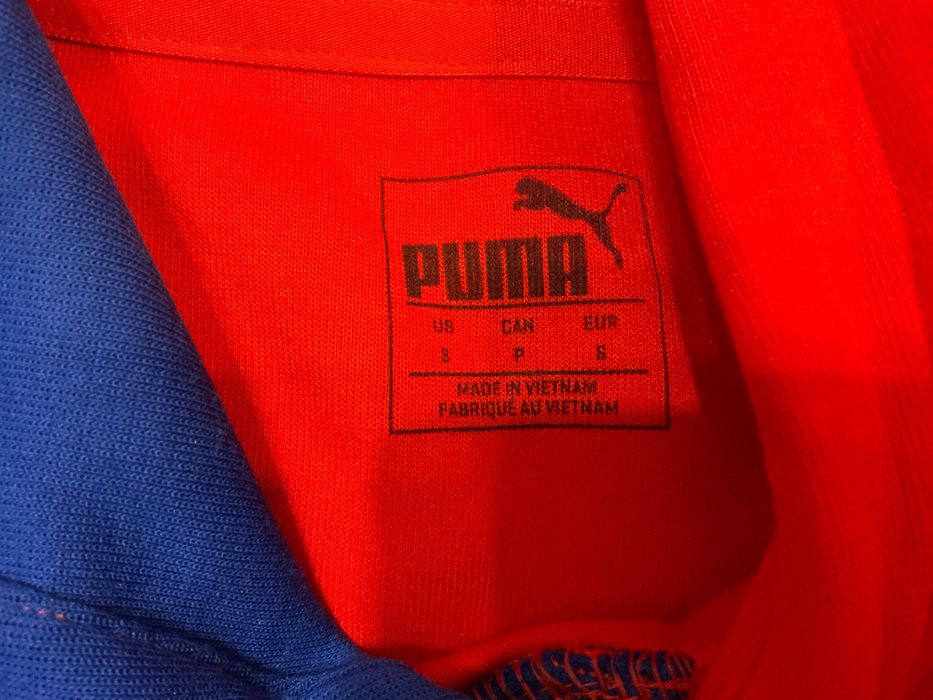 PUMA
US CAN EUR
S P S
MADE IN VIETNAM
FABRIQUÉ AU VIETNAM